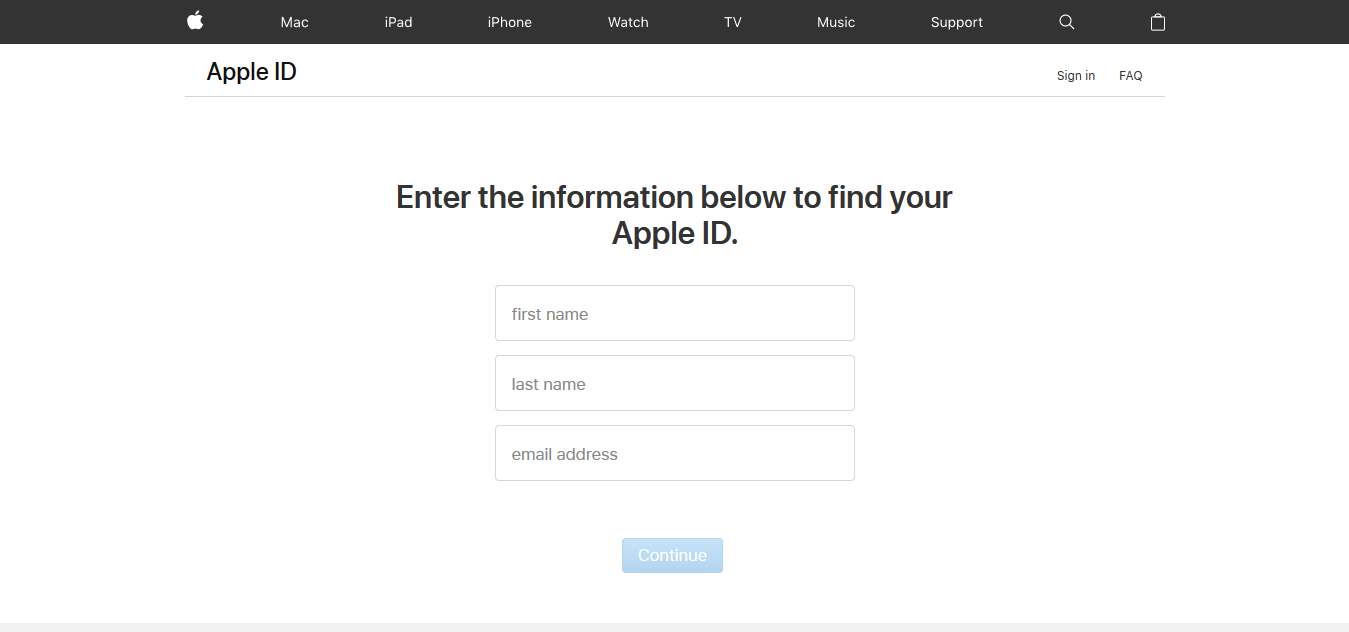 Mac iPad iPhone Watch TV Music Support
Apple ID
Sign in FAQ
Enter the information below to find your
Apple ID.
first name
last name
email address
Continue